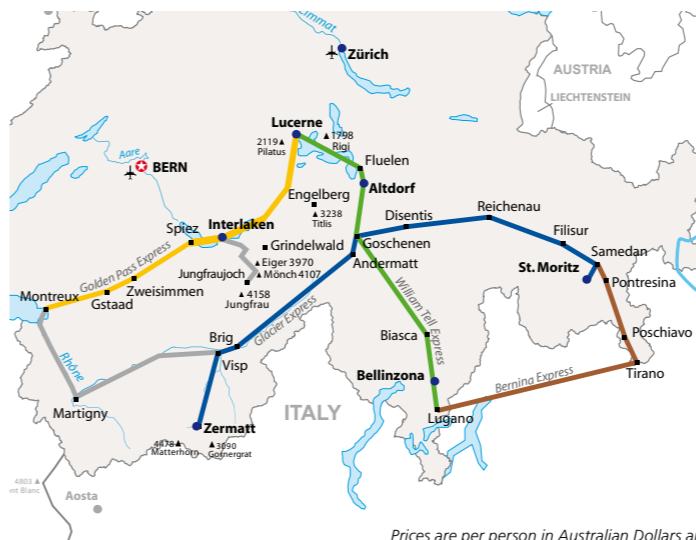 Zürich
AUSTRIA
LIECHTENSTEIN
Lucerne
2119▲
Pilatus
▲1798
Rigi
Aare
BERN
Fluelen
Altdorf
Engelberg
▲3238
Titlis
Disentis
Reichenau
Spiez
Interlaken
Grindelwald
Goschenen
Filisur
Samedan
Golden Pass Express
Eiger 3970
Andermatt
St. Moritz
Pontresina
Zweisimmen
Jungfraujoch
▲ Mönch 4107
Montreux
Gstaad
▲ 4158
Jungfrau
William Tell Express
Glacier Express
Poschiavo
Rhône
Brig
Biasca
Visp
Bellinzona
Bernina Express
Tirano
Martigny
ITALY
Lugano
Zermatt
4478▲
Matterhorn
▲3090
Gornergrat
4803 ▲
nt Blanc
Aosta
Prices are per person in Australian Dollars a